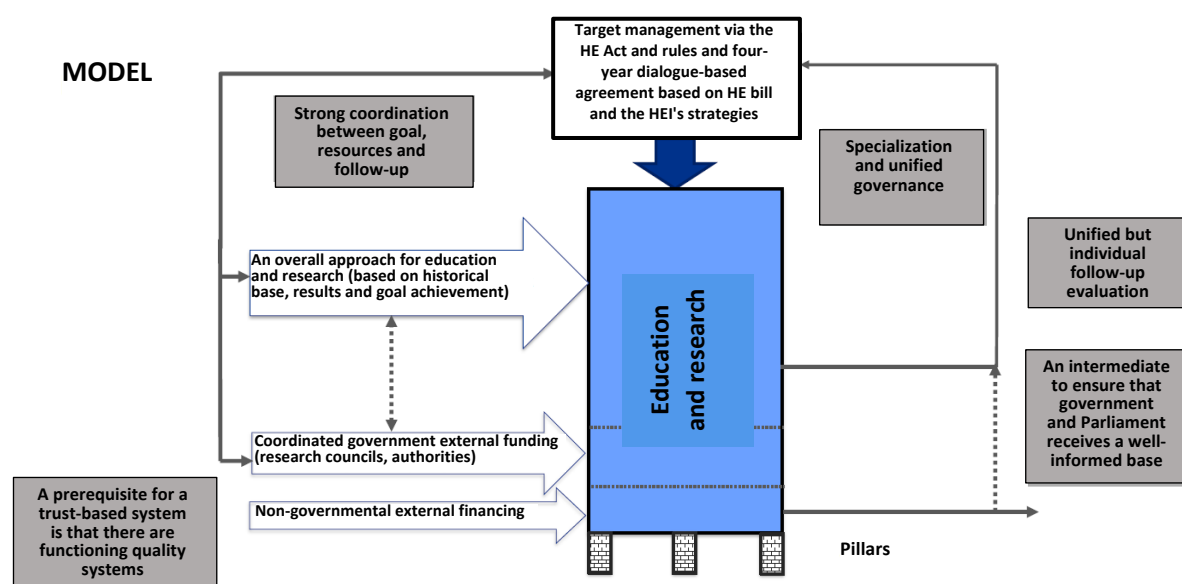 MODEL
Target management via the
HE Act and rules and four-
year dialogue-based
agreement based on HE bill
and the HEI's strategies
Strong coordination
between goal,
resources and
follow-up
Specialization
and unified
governance
Unified but
individual
follow-up
evaluation
An overall approach for education
and research (based on historical
base, results and goal achievement)
Education
and research
An intermediate
to ensure that
government
and Parliament
receives a well-
informed base
Coordinated government external funding
(research councils, authorities)
A prerequisite for a
trust-based system
is that there are
functioning quality
systems
Non-governmental external financing
Pillars